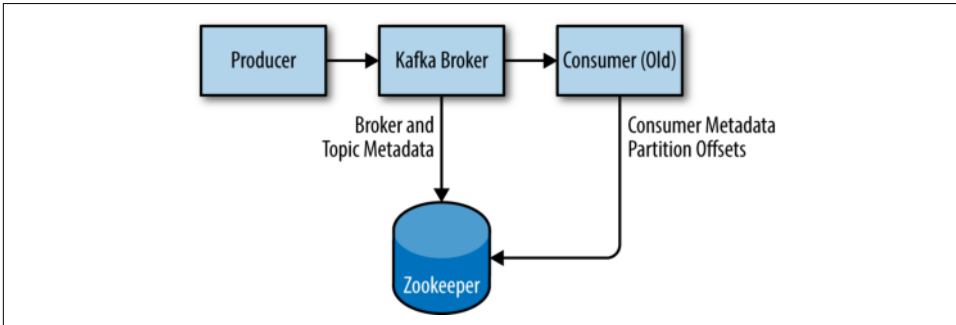 Producer
Kafka Broker
Consumer (Old)
Broker and
Topic Metadata
Consumer Metadata
Partition Offsets
Zookeeper